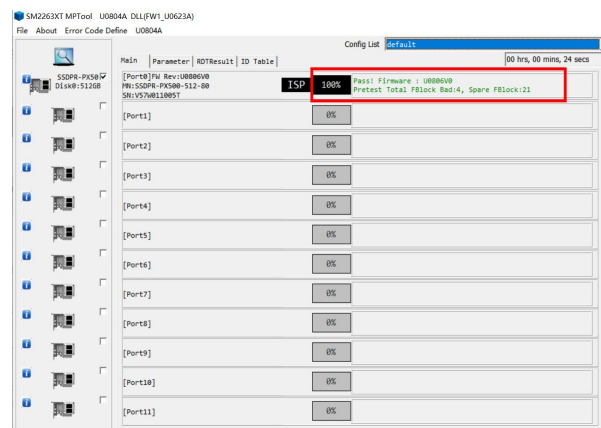 SM2263XT MPTool U0804A DLL(FW1_U0623A)
File About Error Code Define U0804A
Config List default
Main Parameter RDTResult ID Table 00 hrs, 00 mins, 24 secs
SSDPR-PX50 [Port0]FW Rev:U0806V0
Disk0:512GB MN:SSDPR-PX500-512-80
SN:V57W011005T
ISP 100% Pass! Firmware : U0806V0
Pretest Total FBlock Bad:4, Spare FBlock:21
[Port1] 0%
[Port2] 0%
[Port3] 0%
[Port4] 0%
[Port5] 0%
[Port6] 0%
[Port7] 0%
[Port8] 0%
[Port9] 0%
[Port10] 0%
[Port11] 0%